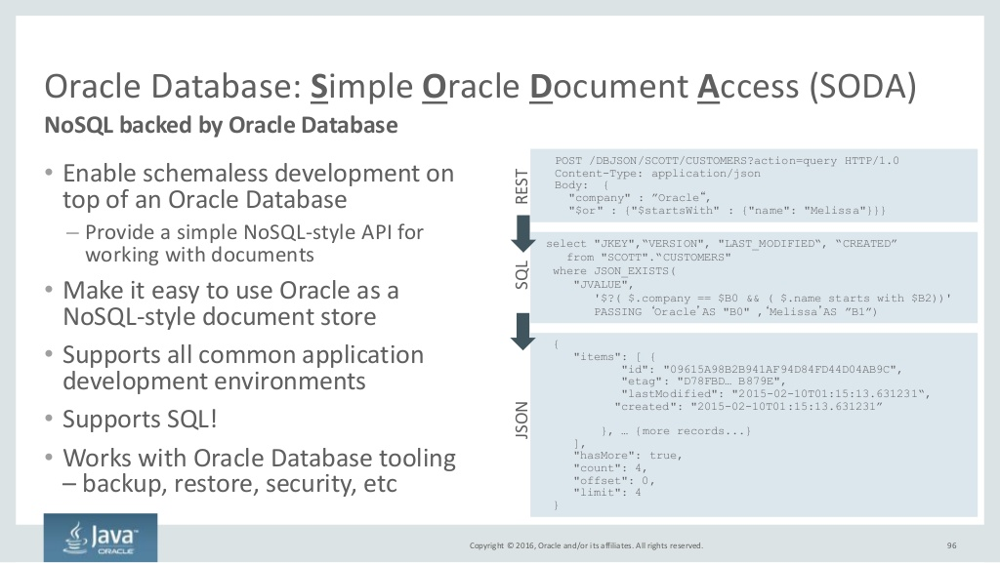 Oracle Database: Simple Oracle Document Access (SODA)
NoSQL backed by Oracle Database
• Enable schemaless development on
top of an Oracle Database
– Provide a simple NoSQL-style API for
working with documents
• Make it easy to use Oracle as a
NoSQL-style document store
• Supports all common application
development environments
• Supports SQL!
• Works with Oracle Database tooling
– backup, restore, security, etc
REST
POST /DBJSON/SCOTT/CUSTOMERS?action=query HTTP/1.0
Content-Type: application/json
Body:  {
"company" : ”Oracle“,
"$or" : {"$startsWith" : {"name": "Melissa"}}}
SQL
select "JKEY",“VERSION", "LAST_MODIFIED“, “CREATED”
from "SCOTT".“CUSTOMERS"
where JSON_EXISTS(
"JVALUE",
'$?( $.company == $B0 && ( $.name starts with $B2))'
PASSING ‘Oracle’AS "B0" ,‘Melissa’AS ”B1”)
JSON
{
"items": [ {
"id": "09615A98B2B941AF94D84FD44D04AB9C",
"etag": "D78FBD… B879E",
"lastModified": "2015-02-10T01:15:13.631231“,
"created": "2015-02-10T01:15:13.631231”
}, … {more records...}
],
"hasMore": true,
"count": 4,
"offset": 0,
"limit": 4
}
Java™
ORACLE
Copyright © 2016, Oracle and/or its affiliates. All rights reserved.
96